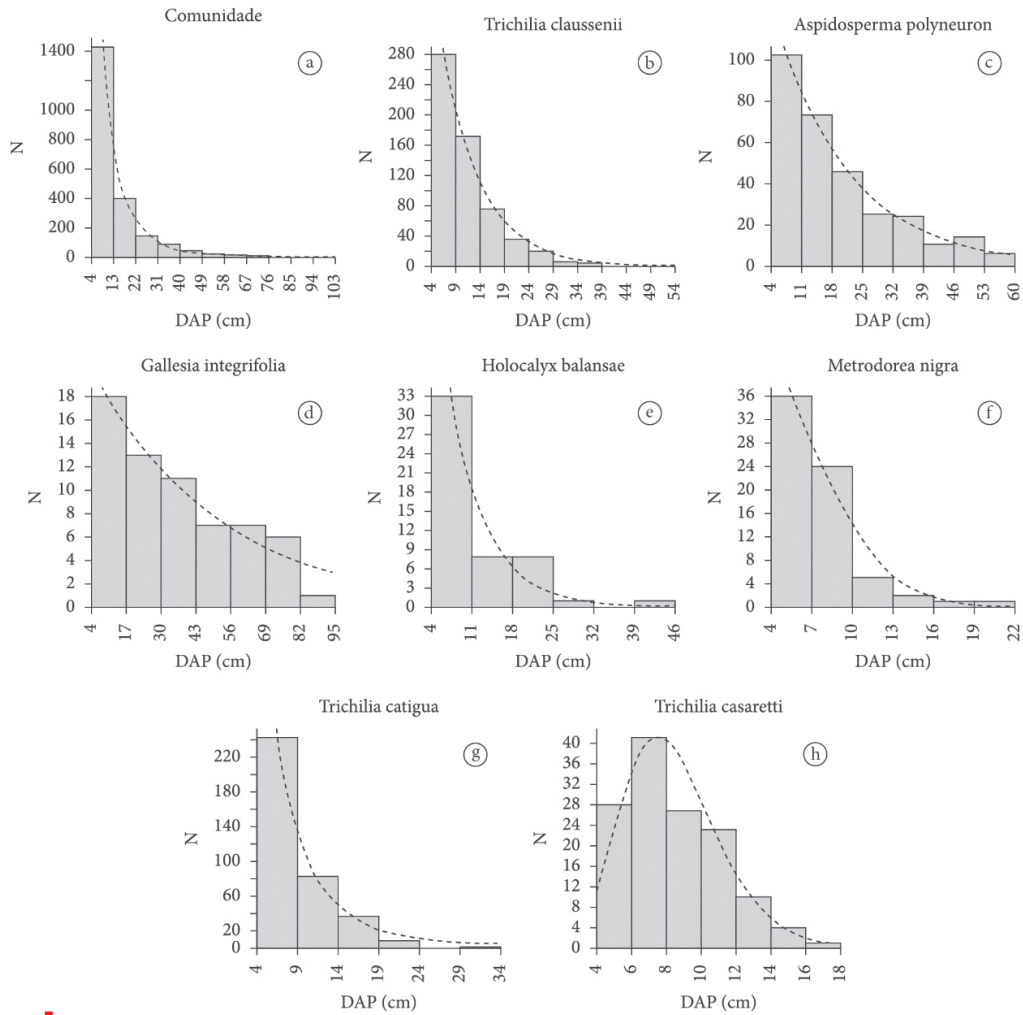 Comunidade
a
1400
1000
800
600
400
200
0
N
4 13 22 31 40 49 58 76 85 94 103
DAP (cm)
Trichilia claussenii
b
280
240
200
160
120
80
40
0
N
4 9 14 19 24 29 34 39 44 49 54
DAP (cm)
Aspidosperma polyneuron
c
100
80
60
40
20
0
N
4 11 18 25 32 39 46 53 60
DAP (cm)
Gallesia integrifolia
d
18
16
14
12
10
8
6
4
2
0
N
4 17 30 43 56 69 82 95
DAP (cm)
Holocalyx balansae
e
33
30
27
24
21
18
15
12
9
6
3
0
N
4 11 18 25 32 39 46
DAP (cm)
Metrodorea nigra
f
36
32
28
24
20
16
12
8
4
0
N
4 7 10 13 16 19 22
DAP (cm)
Trichilia catigua
g
220
180
140
100
60
20
0
N
4 9 14 19 24 29 34
DAP (cm)
Trichilia casaretti
h
40
36
32
28
24
20
16
12
8
4
0
N
4 6 8 10 12 14 16 18
DAP (cm)